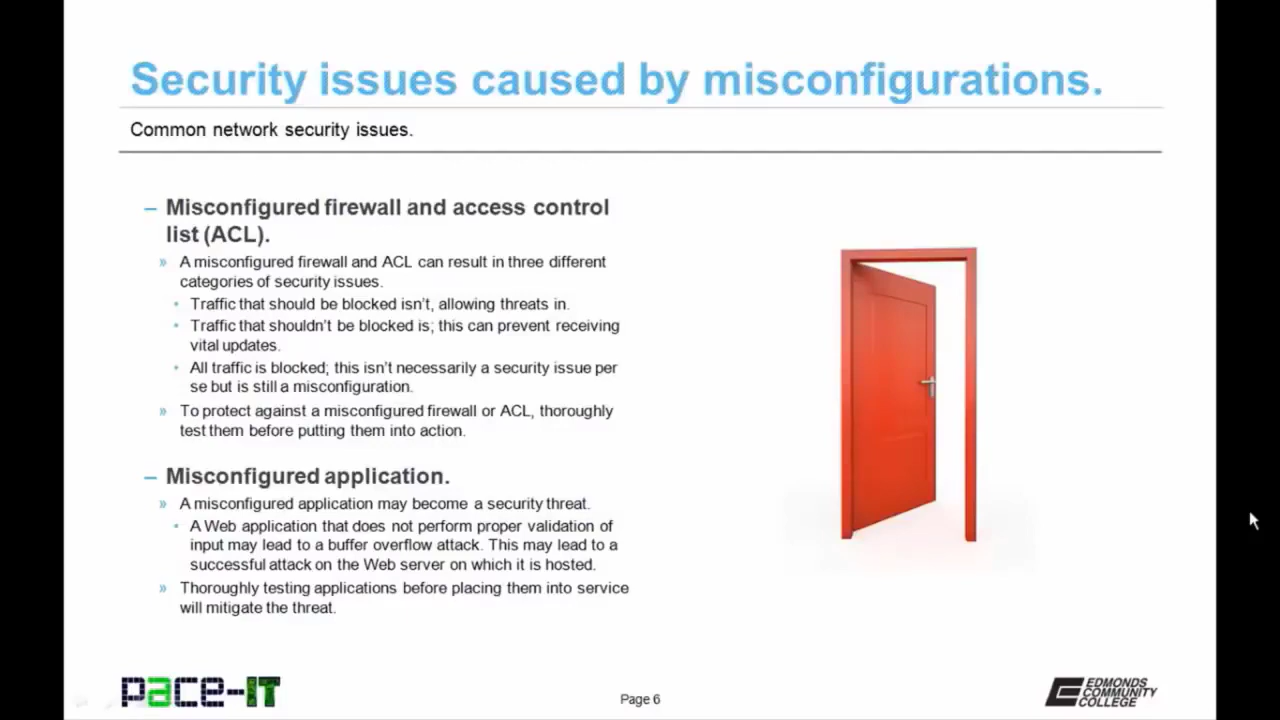 Security issues caused by misconfigurations.
Common network security issues.
– Misconfigured firewall and access control
list (ACL).
» A misconfigured firewall and ACL can result in three different
categories of security issues.
• Traffic that should be blocked isn't, allowing threats in.
• Traffic that shouldn't be blocked is; this can prevent receiving
vital updates.
• All traffic is blocked; this isn't necessarily a security issue per
se but is still a misconfiguration.
» To protect against a misconfigured firewall or ACL, thoroughly
test them before putting them into action.
– Misconfigured application.
» A misconfigured application may become a security threat.
• A Web application that does not perform proper validation of
input may lead to a buffer overflow attack. This may lead to a
successful attack on the Web server on which it is hosted.
» Thoroughly testing applications before placing them into service
will mitigate the threat.
pace-IT
Page 6
EDMONDS
COMMUNITY
COLLEGE